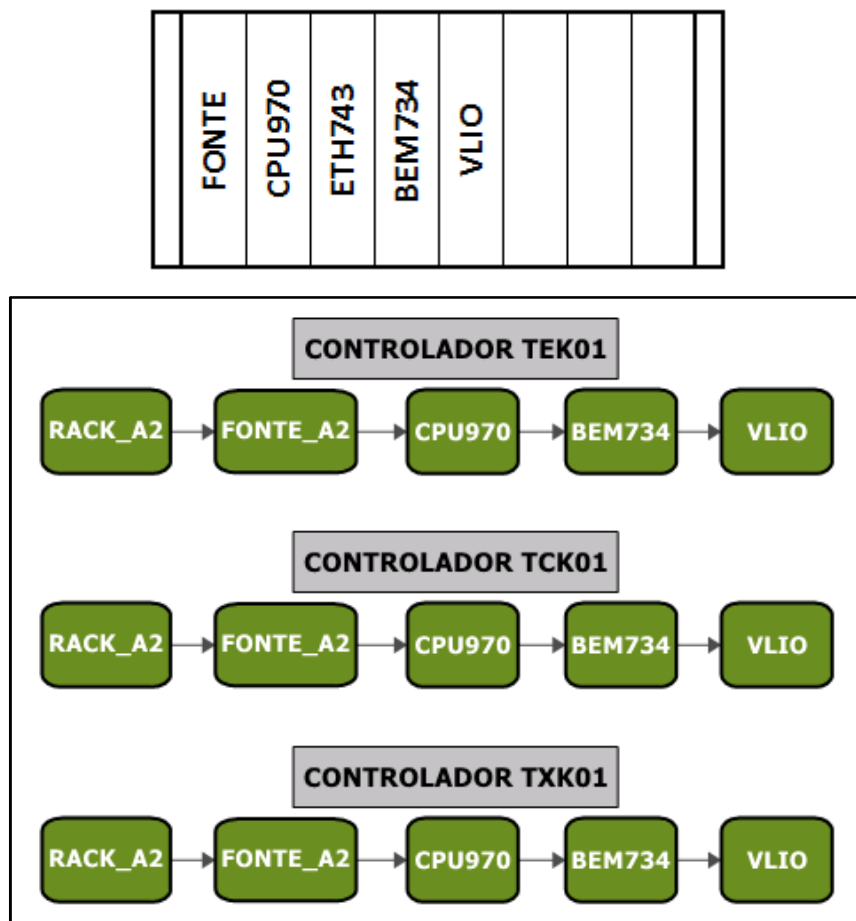 FONTE
CPU970
ETH743
BEM734
VLIO
CONTROLADOR TEK01
RACK_A2 FONTE_A2 CPU970 BEM734 VLIO
CONTROLADOR TCK01
RACK_A2 FONTE_A2 CPU970 BEM734 VLIO
CONTROLADOR TXK01
RACK_A2 FONTE_A2 CPU970 BEM734 VLIO